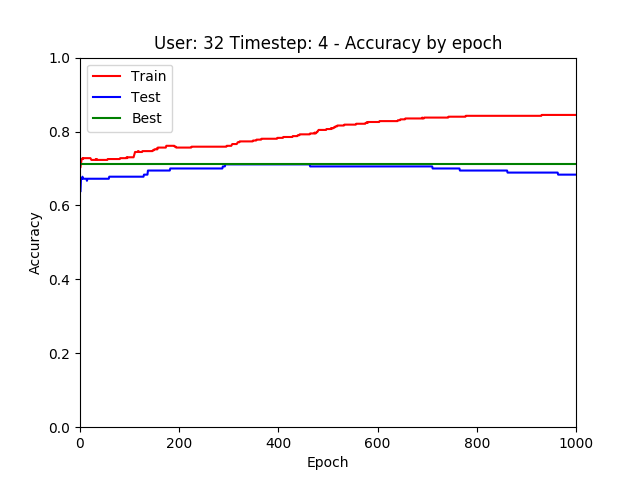 User: 32 Timestep: 4 - Accuracy by epoch
1.0
0.8
0.6
0.4
0.2
0.0
Accuracy
Train
Test
Best
0 200 400 600 800 1000
Epoch